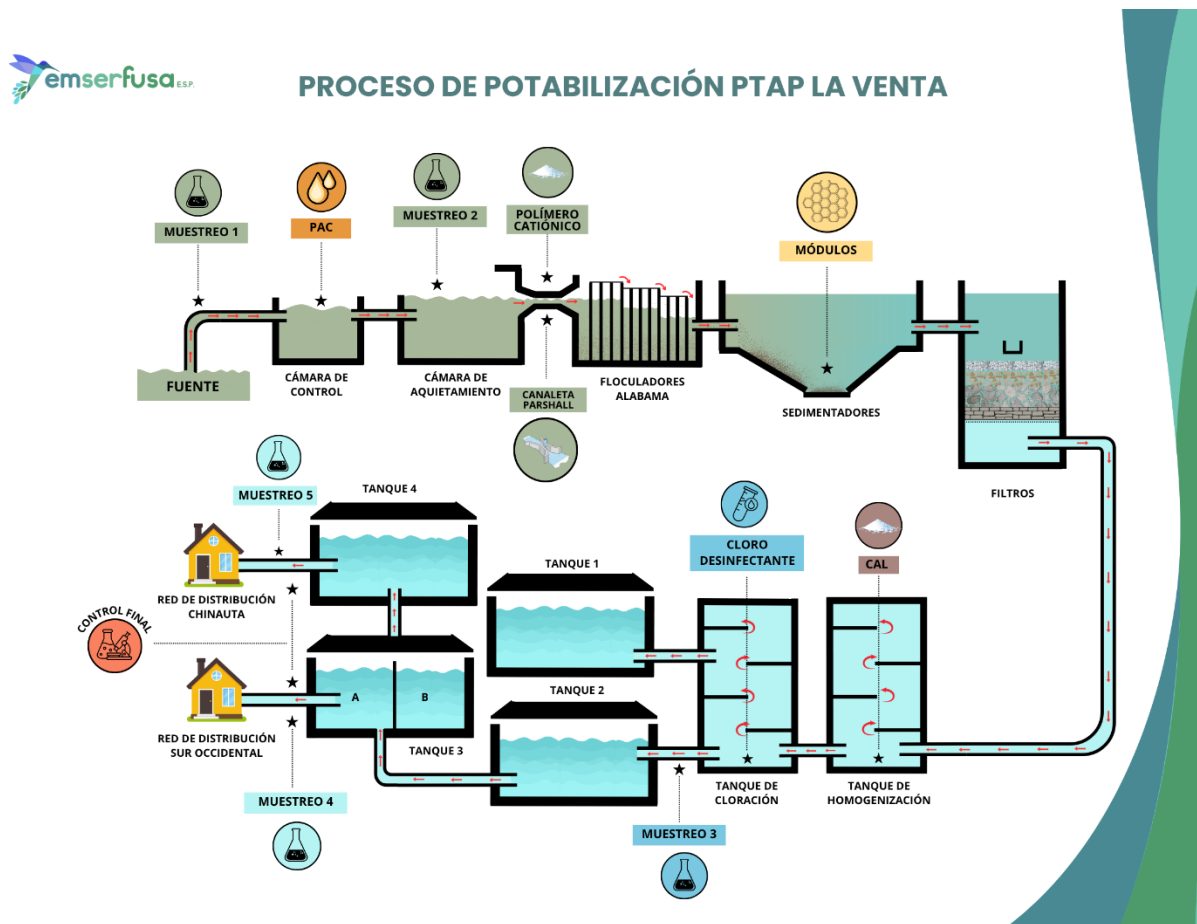 emserfusa E.S.P.
PROCESO DE POTABILIZACIÓN PTAP LA VENTA
MUESTREO 1
PAC
MUESTREO 2
POLÍMERO
CATIÓNICO
MÓDULOS
FUENTE
CÁMARA DE
CONTROL
CÁMARA DE
AQUIETAMIENTO
CANALETA
PARSHALL
FLOCULADORES
ALABAMA
SEDIMENTADORES
FILTROS
MUESTREO 5
TANQUE 4
RED DE DISTRIBUCIÓN
CHINAUTA
CONTROL FINAL
TANQUE 1
CLORO
DESINFECTANTE
CAL
A
B
RED DE DISTRIBUCIÓN
SUR OCCIDENTAL
TANQUE 3
TANQUE 2
MUESTREO 4
TANQUE DE
CLORACIÓN
TANQUE DE
HOMOGENIZACIÓN
MUESTREO 3